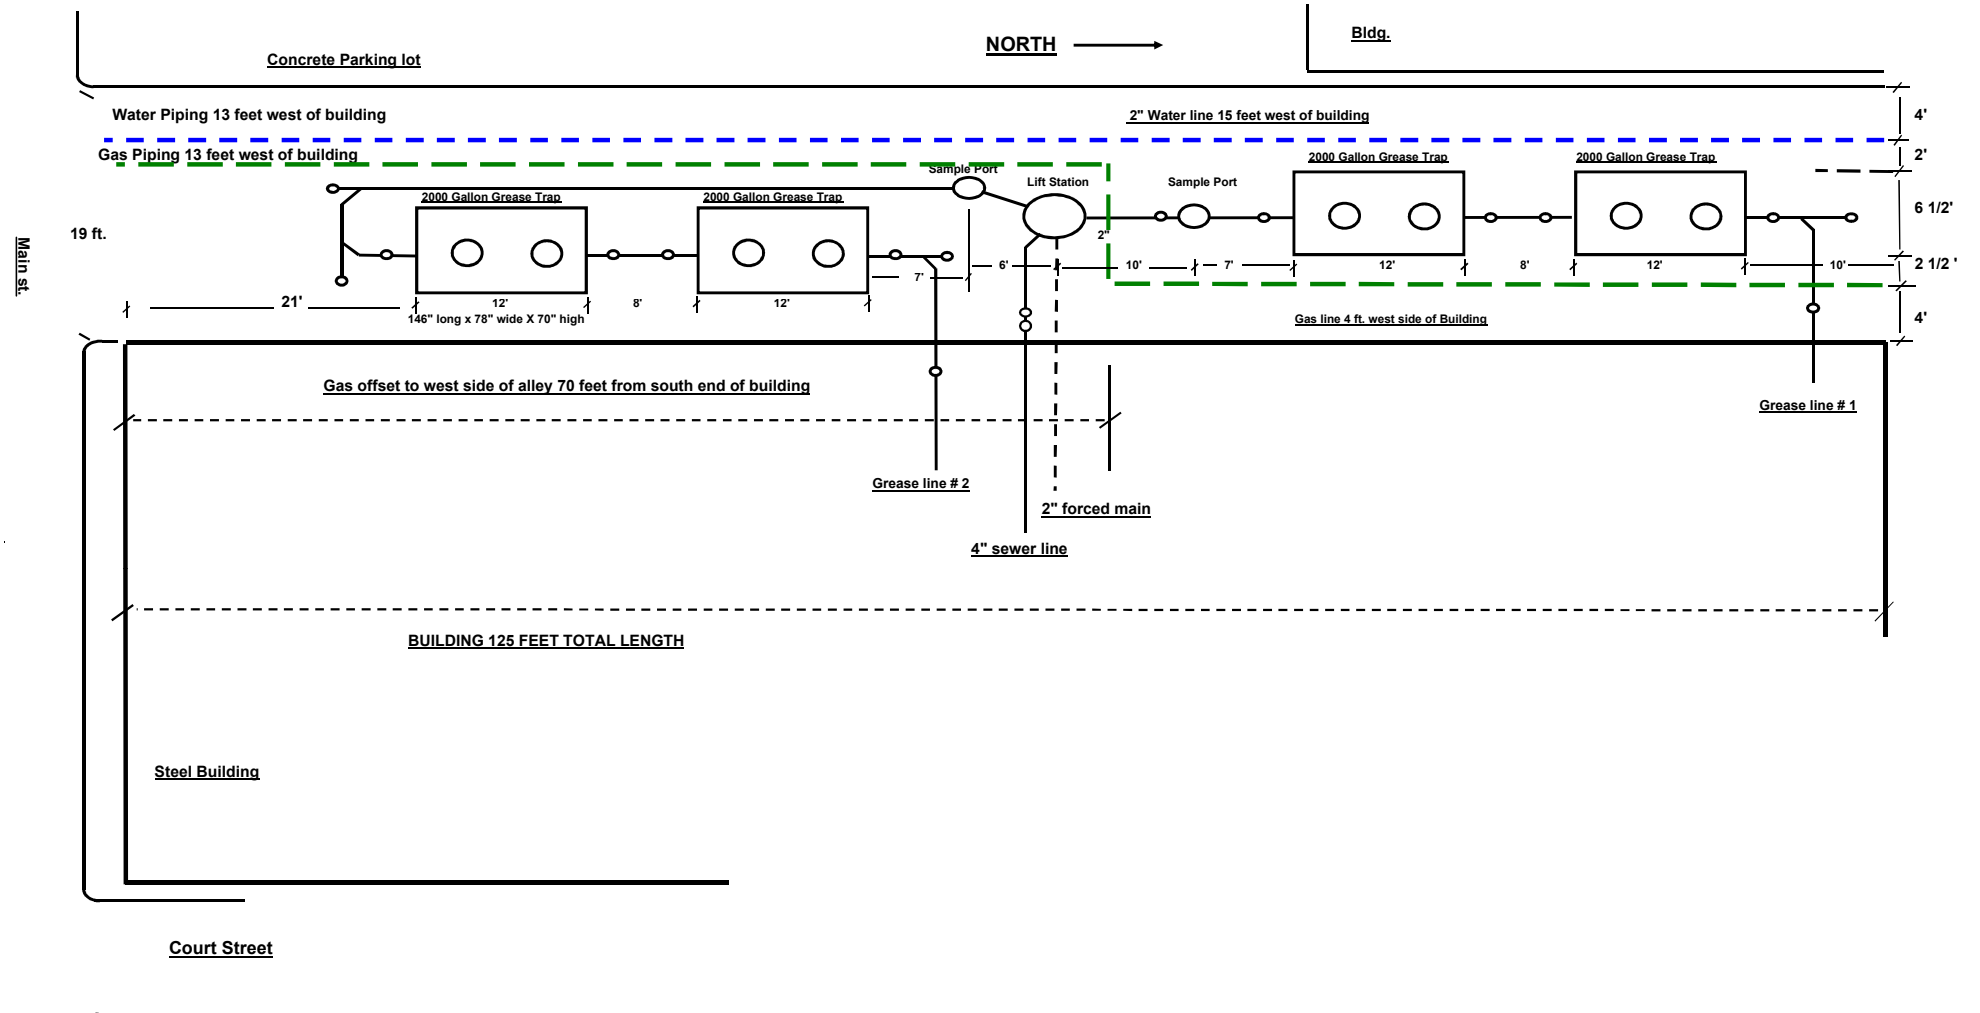 Bldg.
NORTH
Concrete Parking lot
Water Piping 13 feet west of building
2" Water line 15 feet west of building
4'
Gas Piping 13 feet west of building
2000 Gallon Grease Trap
2000 Gallon Grease Trap
2'
Sample Port
Lift Station
Sample Port
2000 Gallon Grease Trap
2000 Gallon Grease Trap
6 1/2'
19 ft.
2"
Main st.
6'
10'
7'
12'
8'
12'
10'
2 1/2 '
7'
21'
12'
8'
12'
146" long x 78" wide X 70" high
Gas line 4 ft. west side of Building
4'
Gas offset to west side of alley 70 feet from south end of building
Grease line # 1
Grease line # 2
2" forced main
4" sewer line
BUILDING 125 FEET TOTAL LENGTH
Steel Building
Court Street